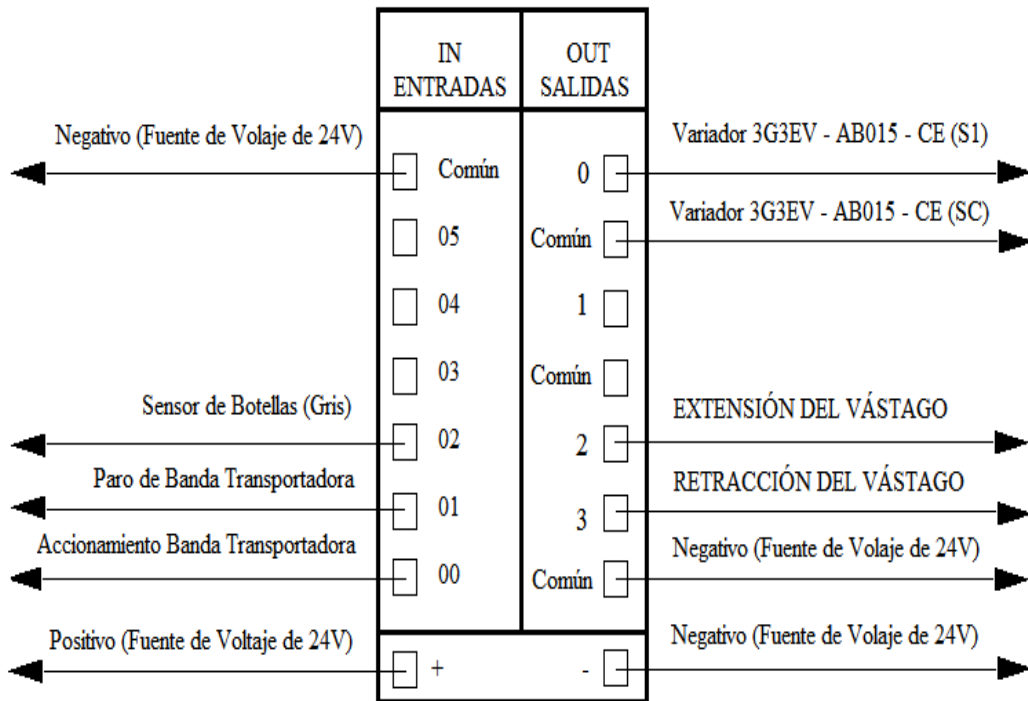 IN
ENTRADAS
OUT
SALIDAS
Negativo (Fuente de Volaje de 24V)
Común
0
Variador 3G3EV - AB015 - CE (S1)
05
Común
Variador 3G3EV - AB015 - CE (SC)
04
1
03
Común
Sensor de Botellas (Gris)
02
2
EXTENSIÓN DEL VÁSTAGO
Paro de Banda Transportadora
01
3
RETRACCIÓN DEL VÁSTAGO
Accionamiento Banda Transportadora
00
Común
Negativo (Fuente de Volaje de 24V)
Positivo (Fuente de Voltaje de 24V)
+
-
Negativo (Fuente de Volaje de 24V)